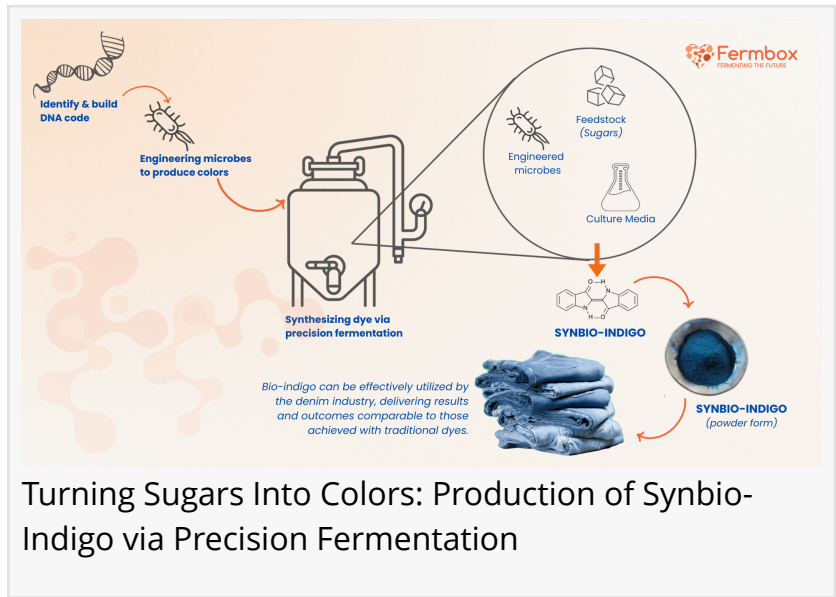 Fermbox
FERMENTING THE FUTURE
Identify & build
DNA code
Engineering microbes
to produce colors
Feedstock
(Sugars)
Engineered
microbes
Culture Media
Synthesizing dye via
precision fermentation
O H
N
N
H O
SYNBIO-INDIGO
SYNBIO-INDIGO
(powder form)
Bio-indigo can be effectively utilized by
the denim industry, delivering results
and outcomes comparable to those
achieved with traditional dyes.
Turning Sugars Into Colors: Production of Synbio-
Indigo via Precision Fermentation